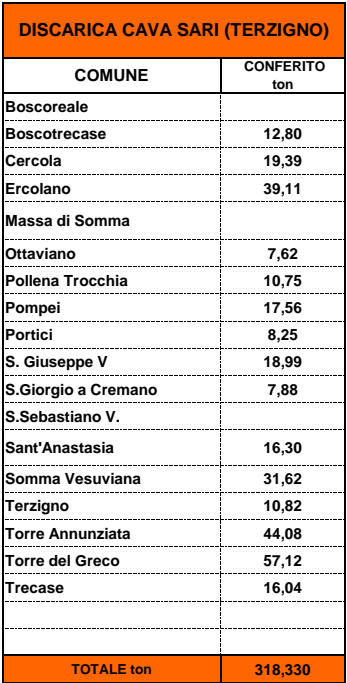 DISCARICA CAVA SARI (TERZIGNO)
COMUNE CONFERITO ton
Boscoreale
Boscotrecase 12,80
Cercola 19,39
Ercolano 39,11
Massa di Somma
Ottaviano 7,62
Pollena Trocchia 10,75
Pompei 17,56
Portici 8,25
S. Giuseppe V 18,99
S.Giorgio a Cremano 7,88
S.Sebastiano V.
Sant'Anastasia 16,30
Somma Vesuviana 31,62
Terzigno 10,82
Torre Annunziata 44,08
Torre del Greco 57,12
Trecase 16,04
TOTALE ton 318,330